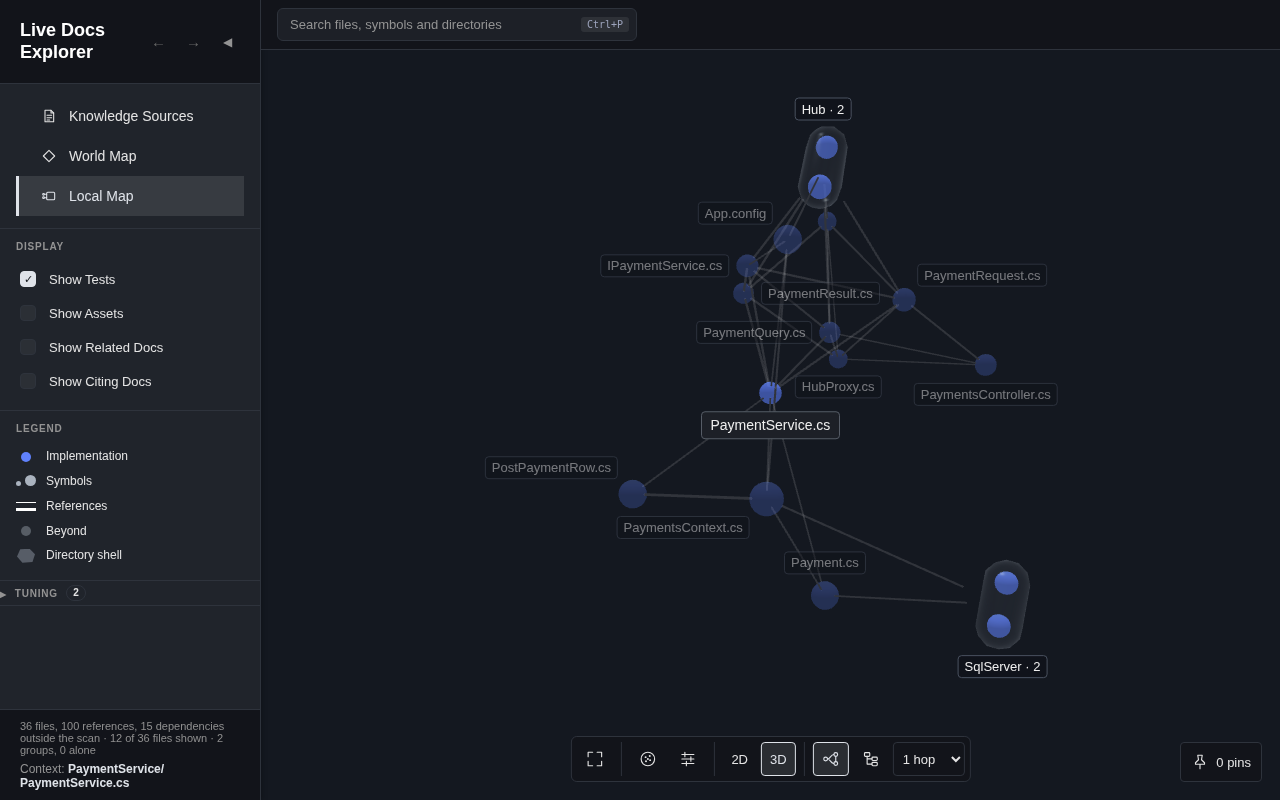 Live Docs
Explorer
Search files, symbols and directories
Ctrl+P
Knowledge Sources
World Map
Local Map
DISPLAY
Show Tests
Show Assets
Show Related Docs
Show Citing Docs
LEGEND
Implementation
Symbols
References
Beyond
Directory shell
TUNING 2
36 files, 100 references, 15 dependencies
outside the scan · 12 of 36 files shown · 2
groups, 0 alone
Context: PaymentService/
PaymentService.cs
Hub · 2
App.config
IPaymentService.cs
PaymentRequest.cs
PaymentResult.cs
PaymentQuery.cs
HubProxy.cs
PaymentsController.cs
PaymentService.cs
PostPaymentRow.cs
PaymentsContext.cs
Payment.cs
SqlServer · 2
2D
3D
1 hop
0 pins